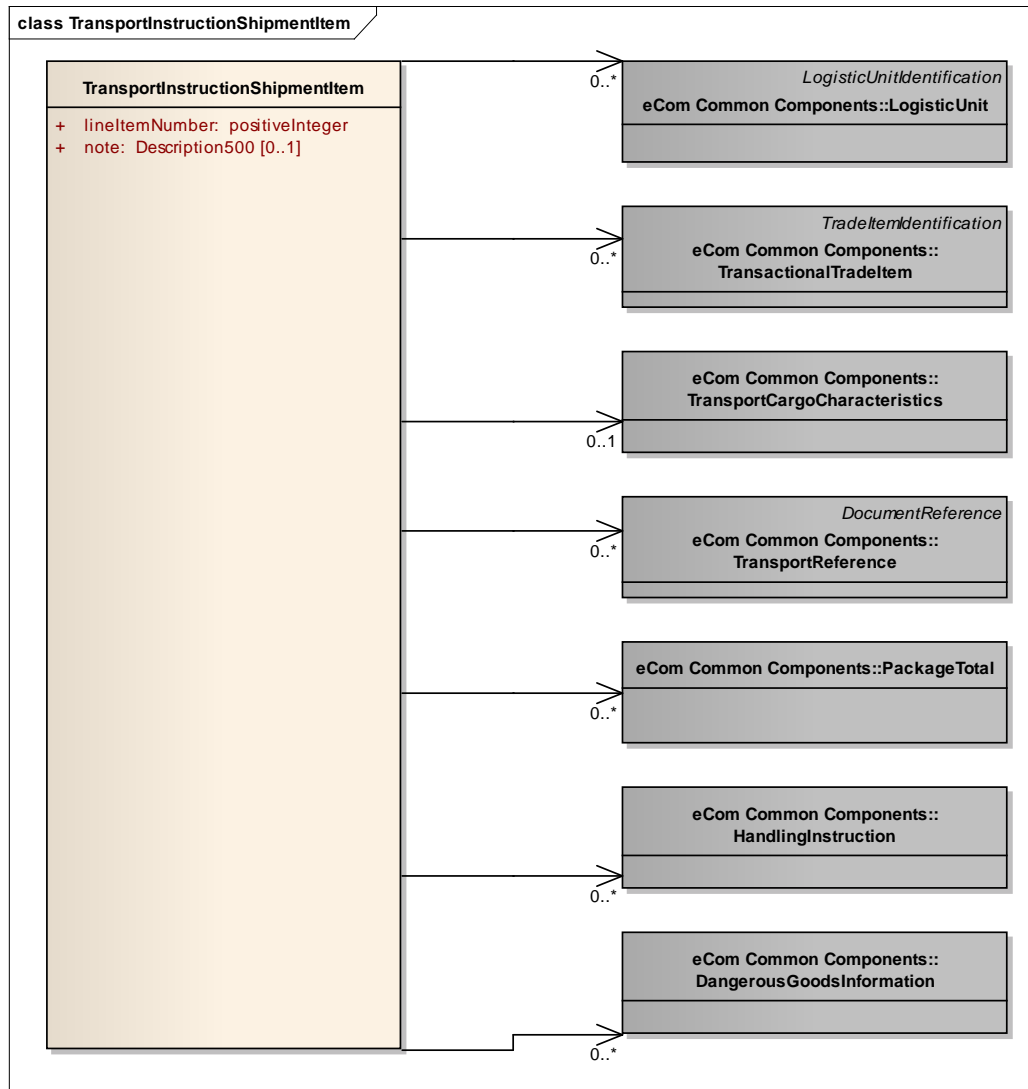 class TransportInstructionShipmentItem
TransportInstructionShipmentItem
+ lineItemNumber: positiveInteger
+ note: Description500 [0..1]
0..*
LogisticUnitIdentification
eCom Common Components::LogisticUnit
0..*
TradeItemIdentification
eCom Common Components::
TransactionalTradeItem
0..1
eCom Common Components::
TransportCargoCharacteristics
0..*
DocumentReference
eCom Common Components::
TransportReference
0..*
eCom Common Components::PackageTotal
0..*
eCom Common Components::
HandlingInstruction
0..*
eCom Common Components::
DangerousGoodsInformation